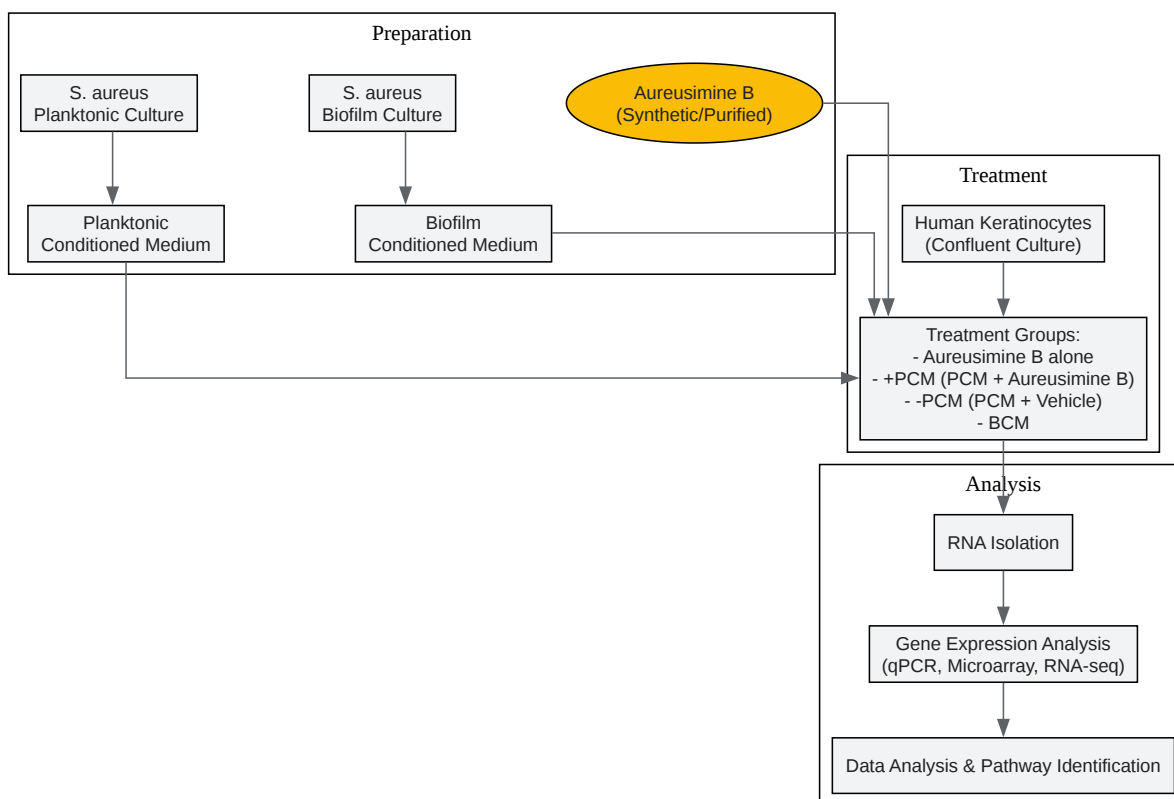 Preparation
S. aureus
Planktonic Culture
S. aureus
Biofilm Culture
Aureusimine B
(Synthetic/Purified)
Planktonic
Conditioned Medium
Biofilm
Conditioned Medium
Treatment
Human Keratinocytes
(Confluent Culture)
Treatment Groups:
- Aureusimine B alone
- +PCM (PCM + Aureusimine B)
- -PCM (PCM + Vehicle)
- BCM
Analysis
RNA Isolation
Gene Expression Analysis
(qPCR, Microarray, RNA-seq)
Data Analysis & Pathway Identification